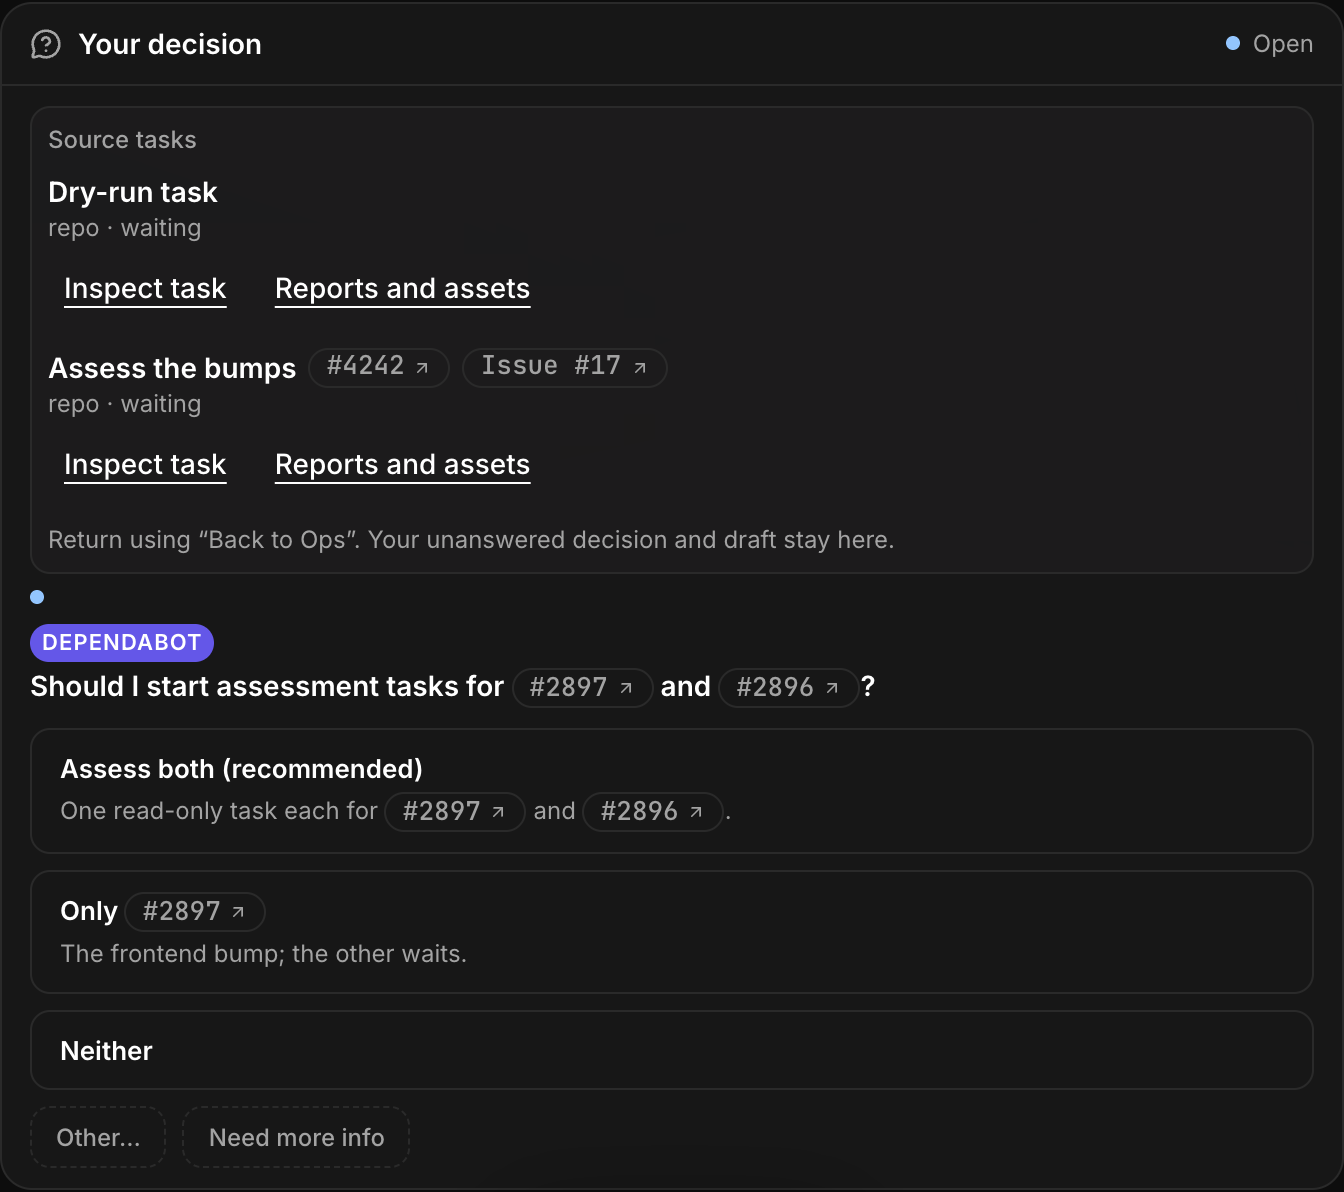 Your decision
Open
Source tasks
Dry-run task
repo · waiting
Inspect task Reports and assets
Assess the bumps #4242 ↗ Issue #17 ↗
repo · waiting
Inspect task Reports and assets
Return using “Back to Ops”. Your unanswered decision and draft stay here.
DEPENDABOT
Should I start assessment tasks for #2897 ↗ and #2896 ↗?
Assess both (recommended)
One read-only task each for #2897 ↗ and #2896 ↗.
Only #2897 ↗
The frontend bump; the other waits.
Neither
Other... Need more info